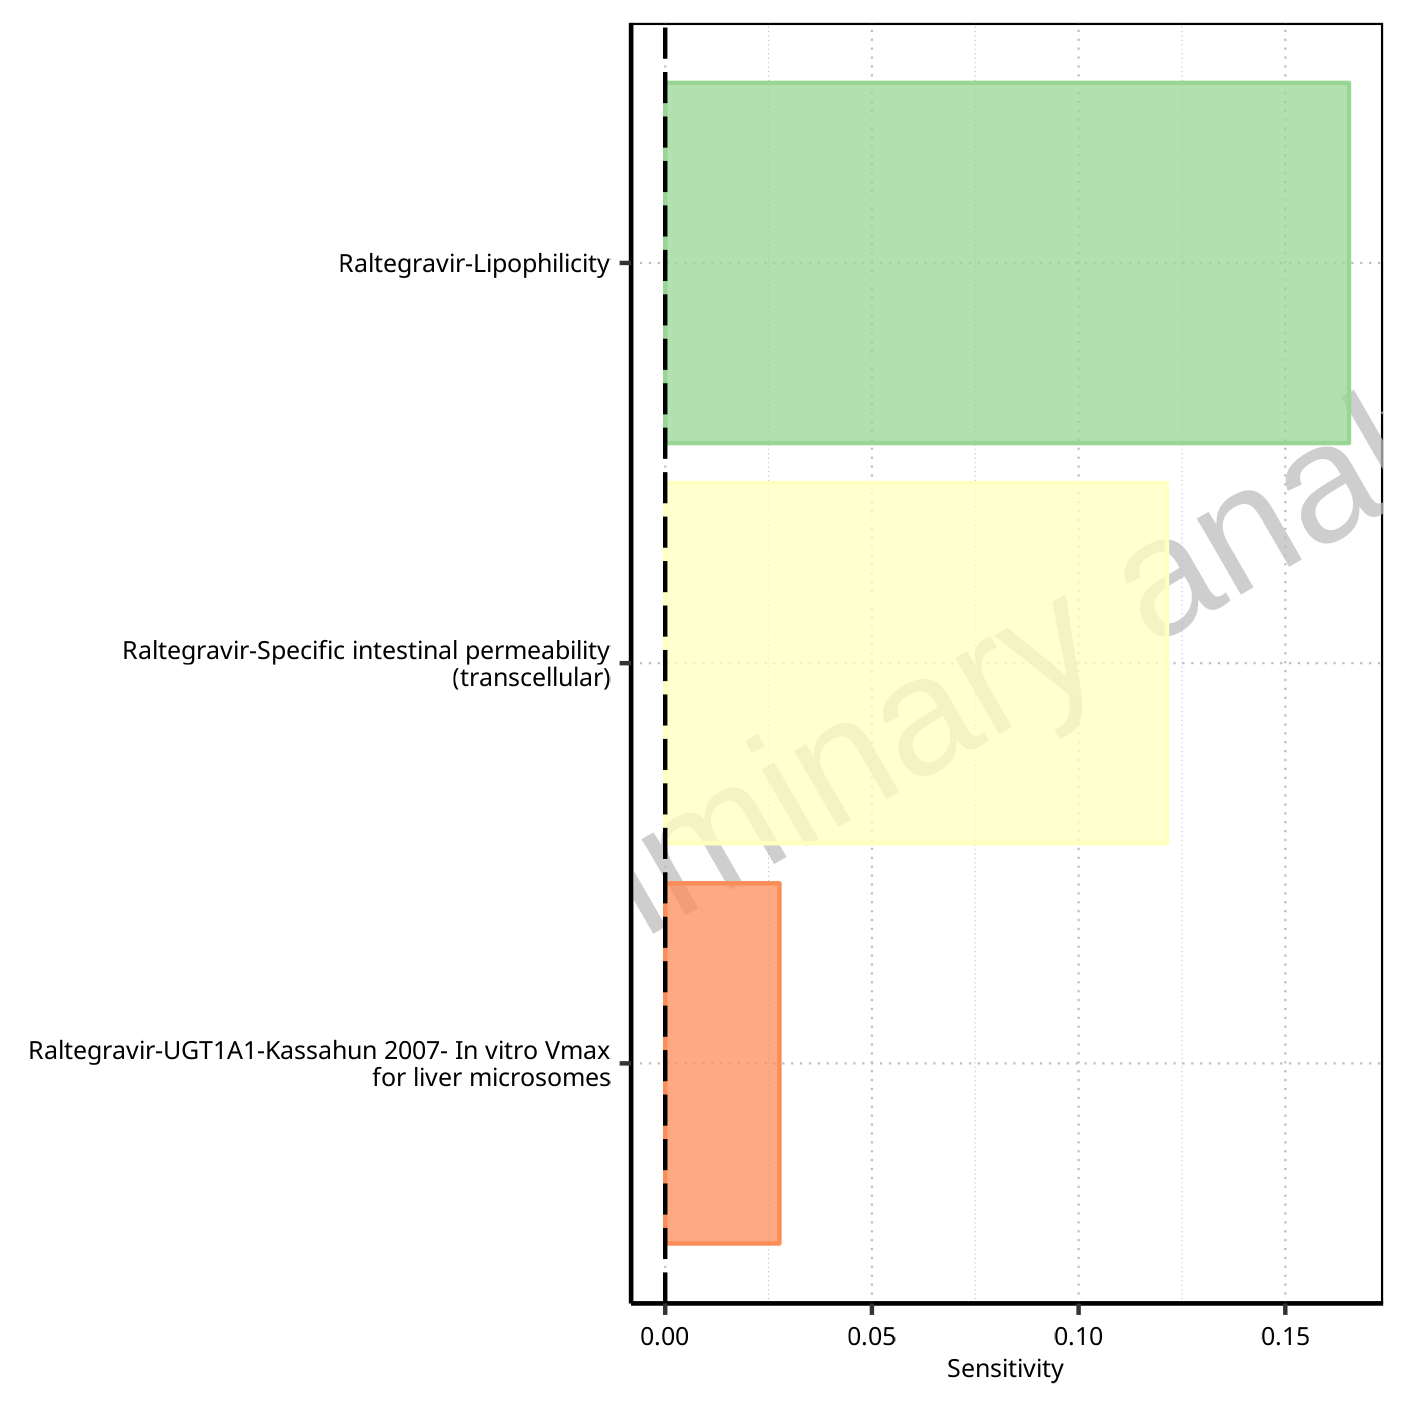 Raltegravir-Lipophilicity
Raltegravir-Specific intestinal permeability
(transcellular)
Raltegravir-UGT1A1-Kassahun 2007- In vitro Vmax
for liver microsomes
0.00 0.05 0.10 0.15
Sensitivity
minary anal